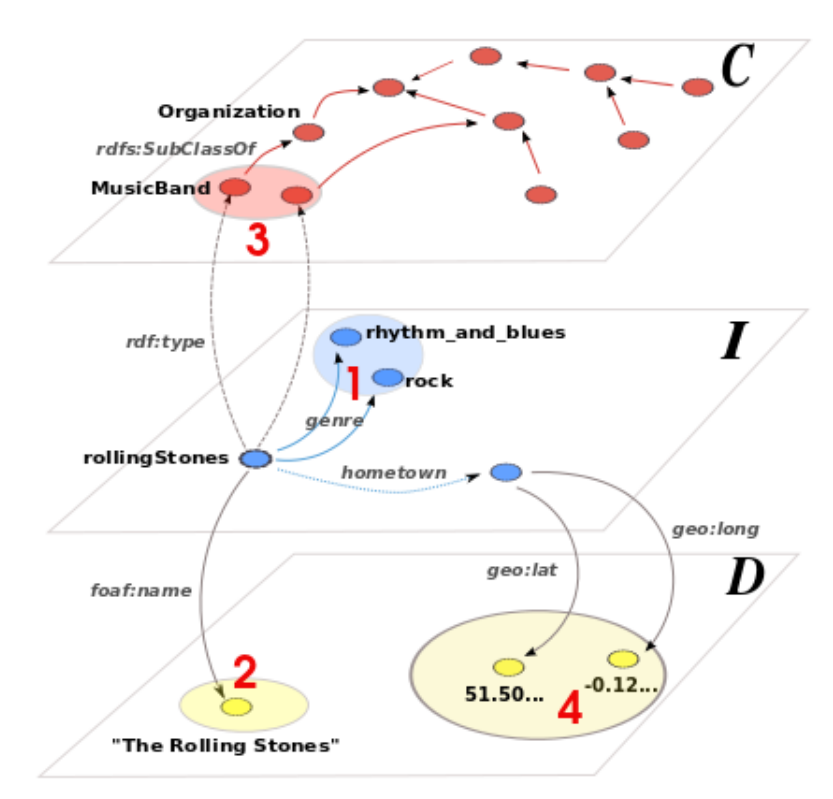 C
Organization
rdfs:SubClassOf
MusicBand
3
I
rhythm_and_blues
rdf:type
1
rock
genre
rollingStones
hometown
geo:long
D
geo:lat
foaf:name
2
51.50...
-0.12...
4
"The Rolling Stones"